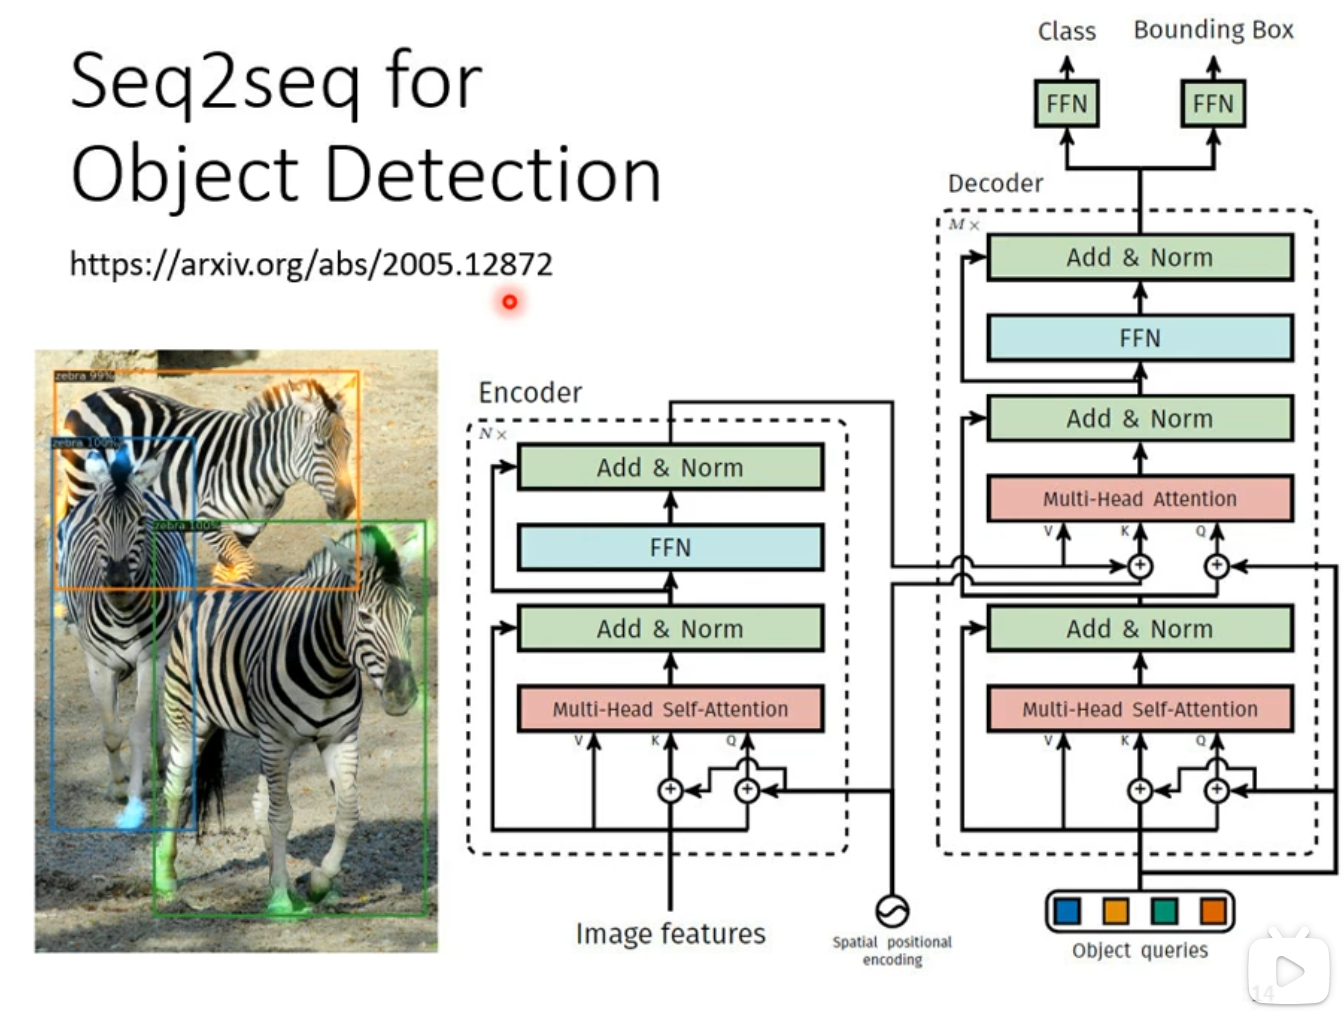 Seq2seq for
Object Detection
https://arxiv.org/abs/2005.12872
zebra 99%
zebra 100%
zebra 100%
Encoder
N×
Add & Norm
FFN
Add & Norm
Multi-Head Self-Attention
V K Q
+ +
Image features
Spatial positional
encoding
Class Bounding Box
FFN FFN
Decoder
M×
Add & Norm
FFN
Add & Norm
Multi-Head Attention
V K Q
+ +
Add & Norm
Multi-Head Self-Attention
V K Q
+ +
Object queries
14